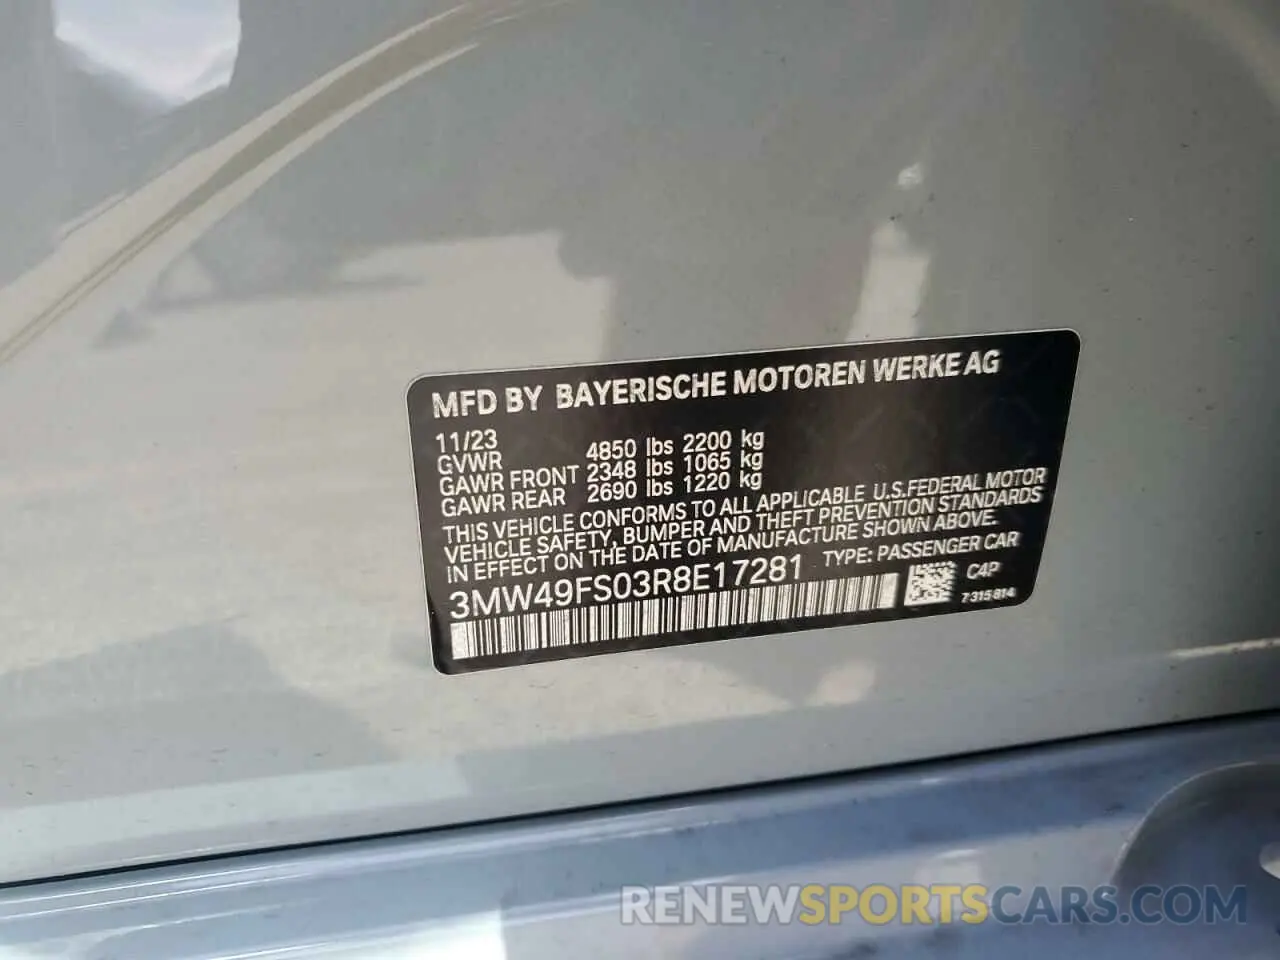 MFD BY BAYERISCHE MOTOREN WERKE AG
11/23
GVWR 4850 lbs 2200 kg
GAWR FRONT 2348 lbs 1065 kg
GAWR REAR 2690 lbs 1220 kg
THIS VEHICLE CONFORMS TO ALL APPLICABLE U.S.FEDERAL MOTOR
VEHICLE SAFETY, BUMPER AND THEFT PREVENTION STANDARDS
IN EFFECT ON THE DATE OF MANUFACTURE SHOWN ABOVE.
3MW49FS03R8E17281 TYPE: PASSENGER CAR
C4P
7315814
RENEWSPORTSCARS.COM